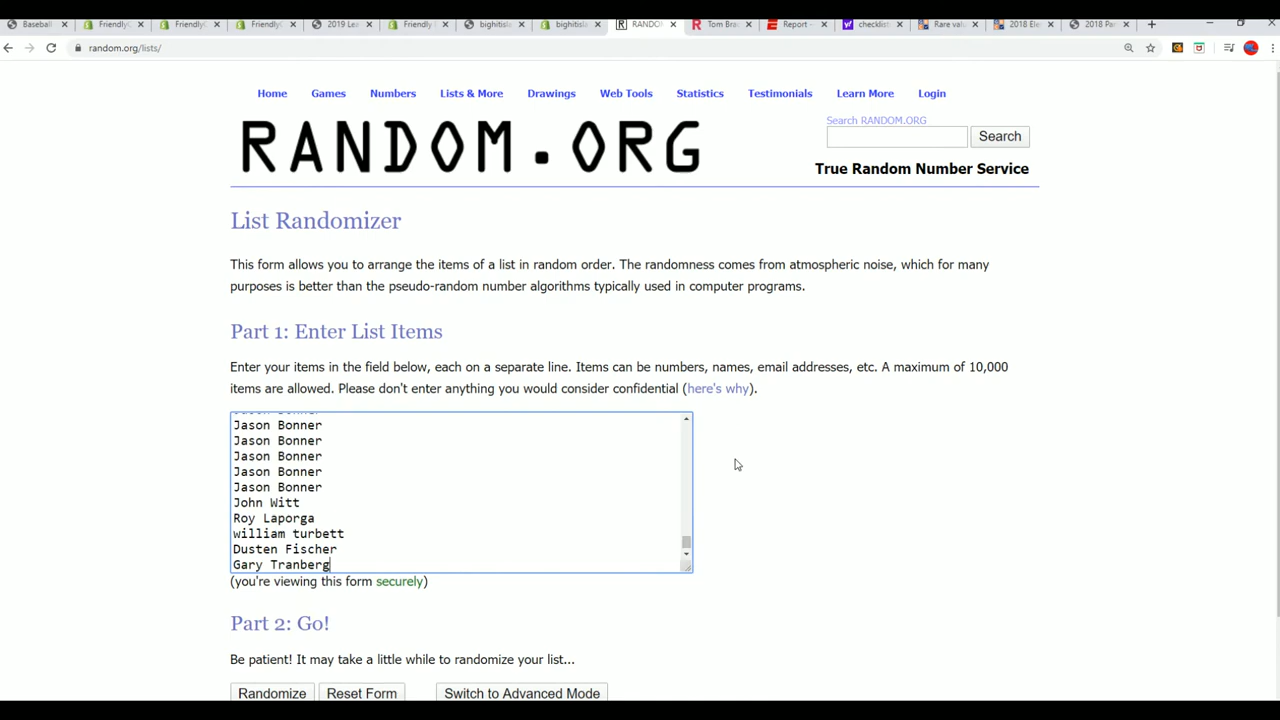 Baseball
Friendly
Friendly
Friendly
2019 Lea
Friendly
bighitisl
bighitisl
RANDO
Tom Bra
Report -
checklist
Rare valu
2018 Ele
2018 Pa
random.org/lists/
Home Games Numbers Lists & More Drawings Web Tools Statistics Testimonials Learn More Login
RANDOM.ORG
Search RANDOM.ORG
Search
True Random Number Service
List Randomizer
This form allows you to arrange the items of a list in random order. The randomness comes from atmospheric noise, which for many
purposes is better than the pseudo-random number algorithms typically used in computer programs.
Part 1: Enter List Items
Enter your items in the field below, each on a separate line. Items can be numbers, names, email addresses, etc. A maximum of 10,000
items are allowed. Please don't enter anything you would consider confidential (here's why).
Jason Bonner
Jason Bonner
Jason Bonner
Jason Bonner
Jason Bonner
John Witt
Roy Laporga
william turbett
Dusten Fischer
Gary Tranberg
(you're viewing this form securely)
Part 2: Go!
Be patient! It may take a little while to randomize your list...
Randomize Reset Form Switch to Advanced Mode